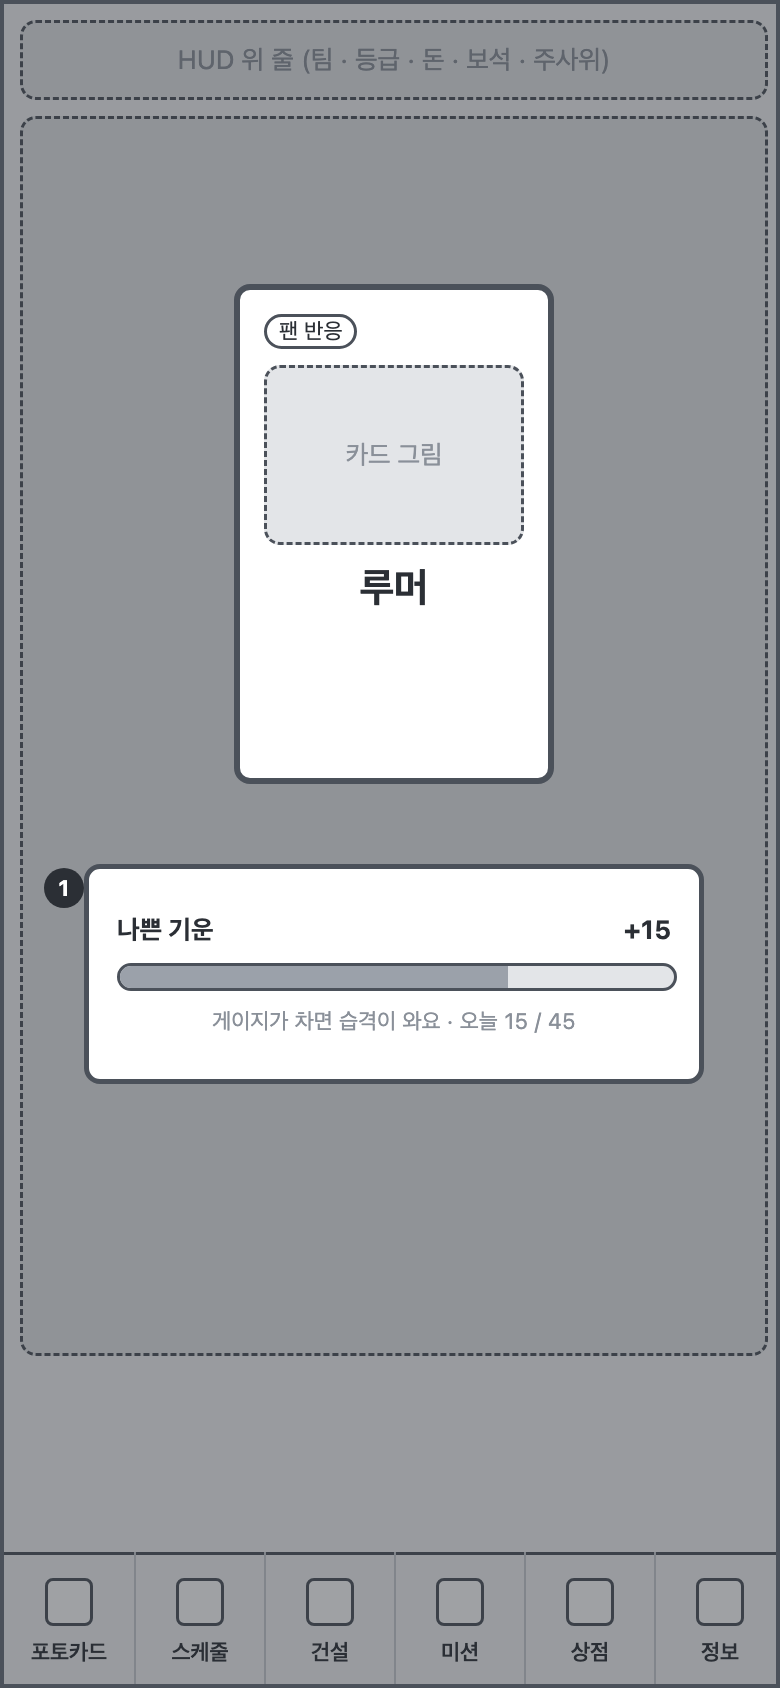 HUD 위 줄 (팀 · 등급 · 돈 · 보석 · 주사위)
팬 반응
카드 그림
루머
1
나쁜 기운 +15
게이지가 차면 습격이 와요 · 오늘 15 / 45
포토카드 스케줄 건설 미션 상점 정보